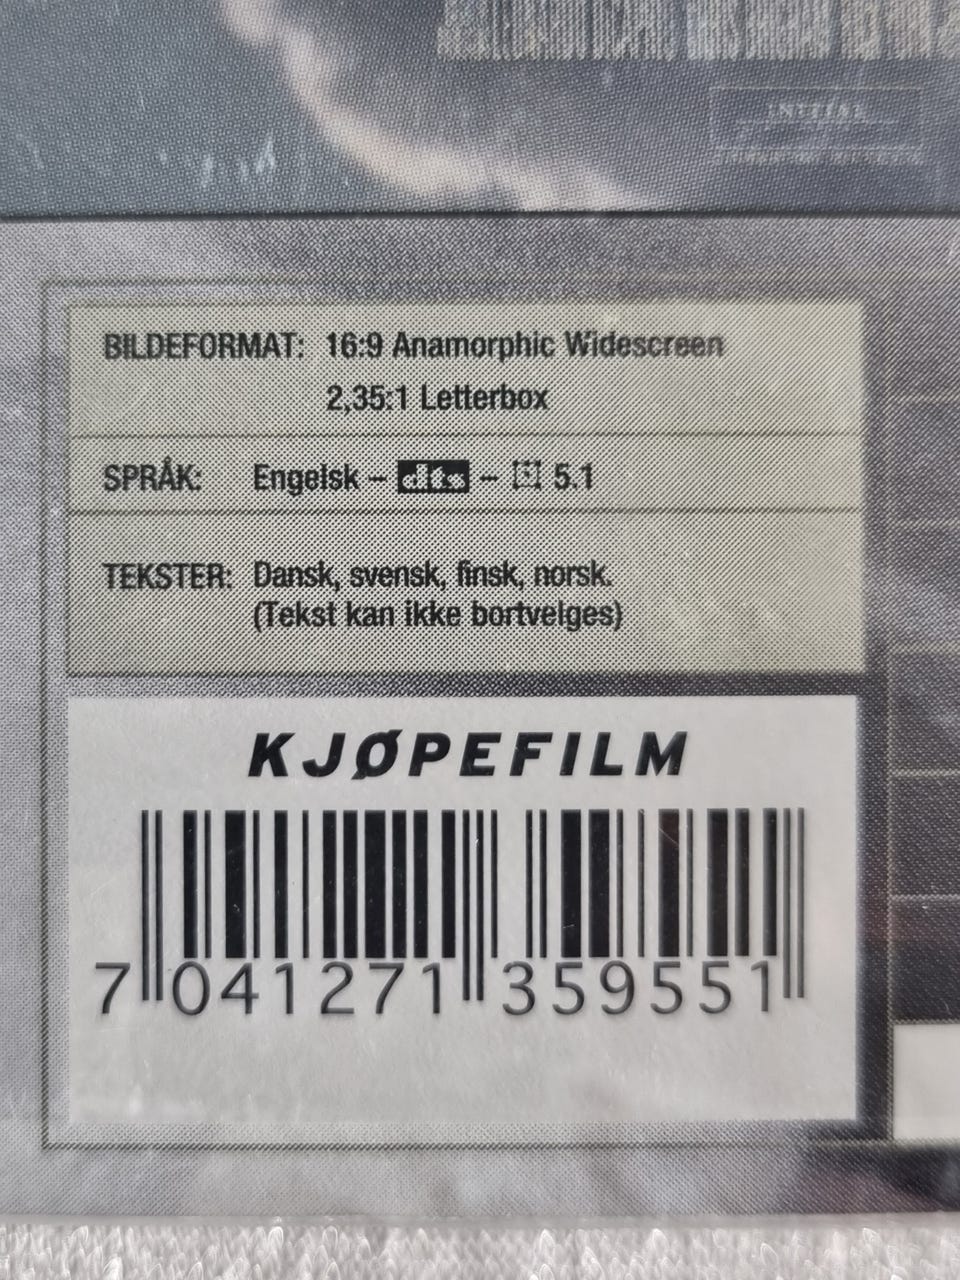 BILDEFORMAT: 16:9 Anamorphic Widescreen
2,35:1 Letterbox
SPRÅK: Engelsk – dts – 5.1
TEKSTER: Dansk, svensk, finsk, norsk.
(Tekst kan ikke bortvelges)
KJØPEFILM
7 041271 359551